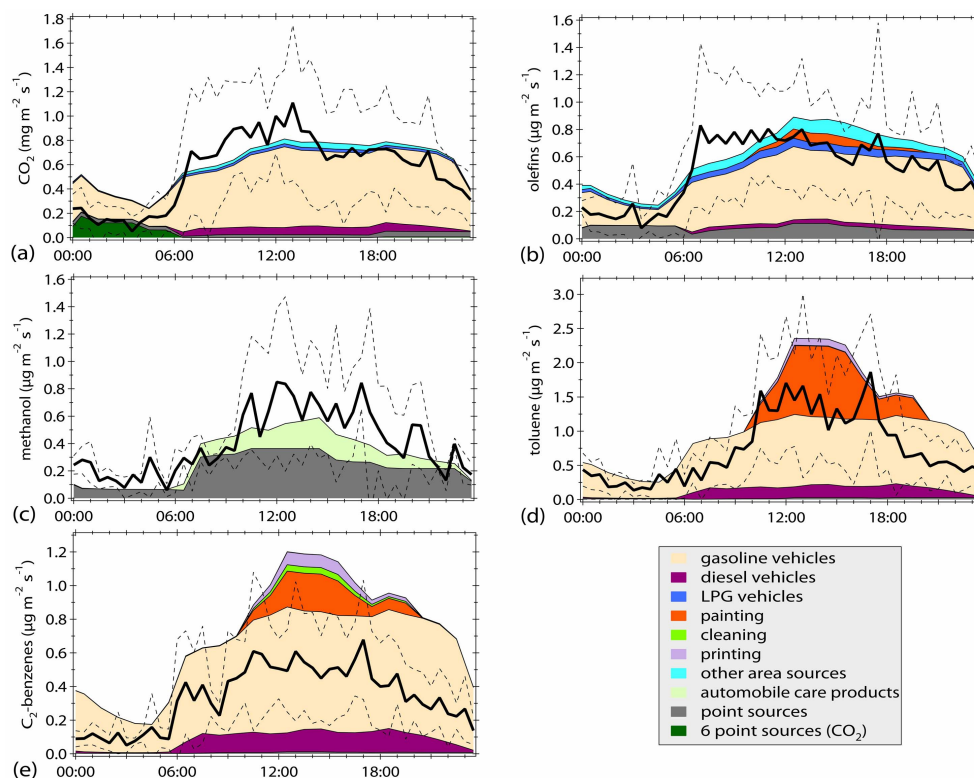 1.8
1.6
1.4
1.2
1.0
0.8
0.6
0.4
0.2
0.0
CO2 (mg m-2 s-1)
00:00 06:00 12:00 18:00
(a)
1.6
1.4
1.2
1.0
0.8
0.6
0.4
0.2
0.0
olefins (µg m-2 s-1)
00:00 06:00 12:00 18:00
(b)
1.6
1.4
1.2
1.0
0.8
0.6
0.4
0.2
0.0
methanol (µg m-2 s-1)
00:00 06:00 12:00 18:00
(c)
3.0
2.5
2.0
1.5
1.0
0.5
0.0
toluene (µg m-2 s-1)
00:00 06:00 12:00 18:00
(d)
1.2
1.0
0.8
0.6
0.4
0.2
0.0
C2-benzenes (µg m-2 s-1)
00:00 06:00 12:00 18:00
(e)
gasoline vehicles
diesel vehicles
LPG vehicles
painting
cleaning
printing
other area sources
automobile care products
point sources
6 point sources (CO2)